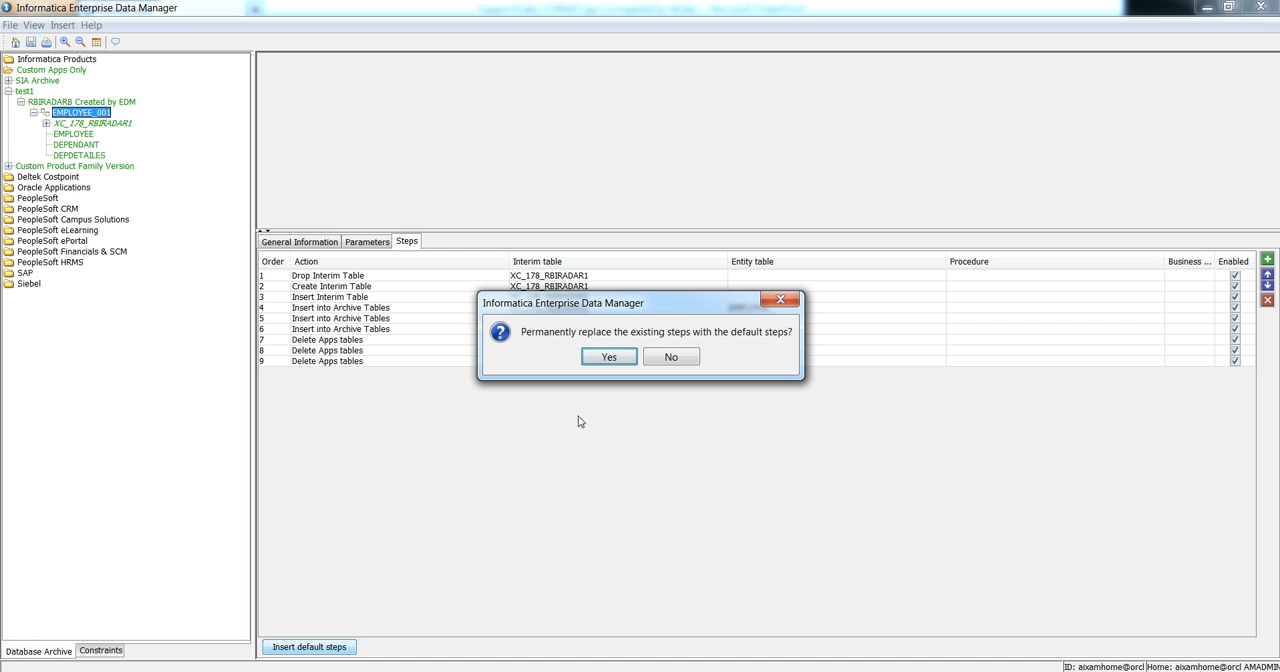 Informatica Enterprise Data Manager
File View Insert Help
Informatica Products
Custom Apps Only
SIA Archive
test1
RBIRADARB Created by EDM
EMPLOYEE_001
XC_178_RBIRADAR1
EMPLOYEE
DEPENDANT
DEPDETAILES
Custom Product Family Version
Deltek Costpoint
Oracle Applications
PeopleSoft
PeopleSoft CRM
PeopleSoft Campus Solutions
PeopleSoft eLearning
PeopleSoft ePortal
PeopleSoft Financials & SCM
PeopleSoft HRMS
SAP
Siebel
Database Archive Constraints
General Information Parameters Steps
Order Action Interim table Entity table Procedure Business ... Enabled
1 Drop Interim Table XC_178_RBIRADAR1
2 Create Interim Table XC_178_RBIRADAR1
3 Insert Interim Table
4 Insert into Archive Tables
5 Insert into Archive Tables
6 Insert into Archive Tables
7 Delete Apps tables
8 Delete Apps tables
9 Delete Apps tables
Informatica Enterprise Data Manager
Permanently replace the existing steps with the default steps?
Yes No
Insert default steps
ID: aixamhome@orcl Home: aixamhome@orcl AMADMIN